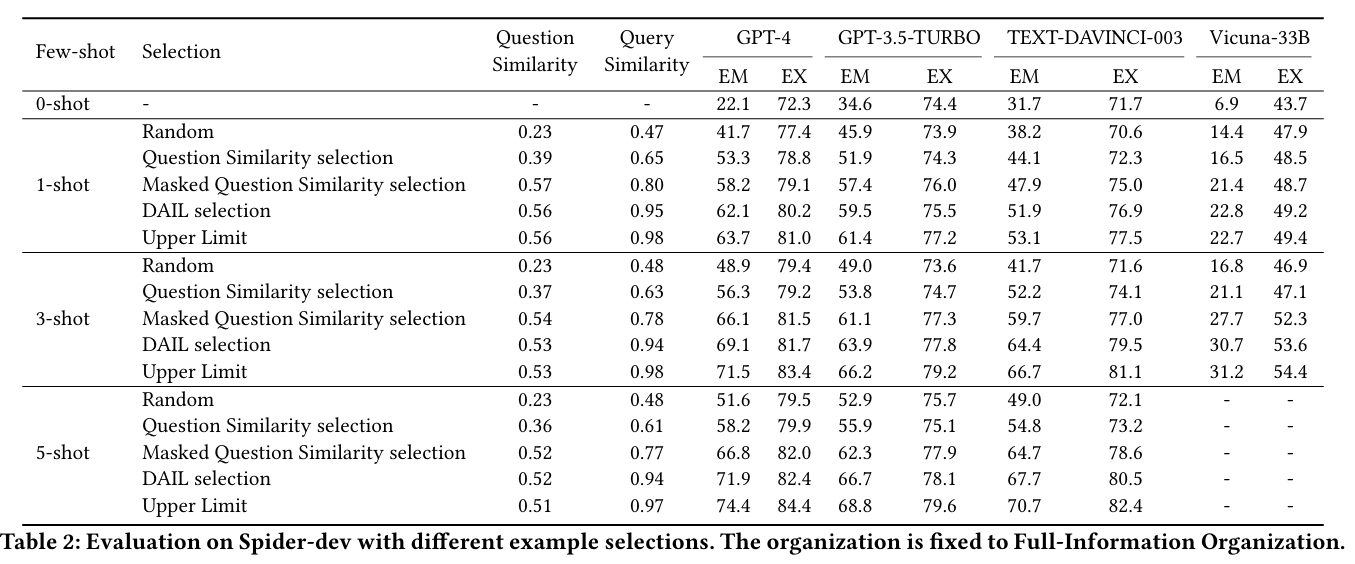 Few-shot Selection Question Similarity Query Similarity GPT-4 GPT-3.5-TURBO TEXT-DAVINCI-003 Vicuna-33B
EM EX EM EX EM EX EM EX
0-shot - - - 22.1 72.3 34.6 74.4 31.7 71.7 6.9 43.7
Random 0.23 0.47 41.7 77.4 45.9 73.9 38.2 70.6 14.4 47.9
Question Similarity selection 0.39 0.65 53.3 78.8 51.9 74.3 44.1 72.3 16.5 48.5
1-shot Masked Question Similarity selection 0.57 0.80 58.2 79.1 57.4 76.0 47.9 75.0 21.4 48.7
DAIL selection 0.56 0.95 62.1 80.2 59.5 75.5 51.9 76.9 22.8 49.2
Upper Limit 0.56 0.98 63.7 81.0 61.4 77.2 53.1 77.5 22.7 49.4
Random 0.23 0.48 48.9 79.4 49.0 73.6 41.7 71.6 16.8 46.9
Question Similarity selection 0.37 0.63 56.3 79.2 53.8 74.7 52.2 74.1 21.1 47.1
3-shot Masked Question Similarity selection 0.54 0.78 66.1 81.5 61.1 77.3 59.7 77.0 27.7 52.3
DAIL selection 0.53 0.94 69.1 81.7 63.9 77.8 64.4 79.5 30.7 53.6
Upper Limit 0.53 0.98 71.5 83.4 66.2 79.2 66.7 81.1 31.2 54.4
Random 0.23 0.48 51.6 79.5 52.9 75.7 49.0 72.1 - -
Question Similarity selection 0.36 0.61 58.2 79.9 55.9 75.1 54.8 73.2 - -
5-shot Masked Question Similarity selection 0.52 0.77 66.8 82.0 62.3 77.9 64.7 78.6 - -
DAIL selection 0.52 0.94 71.9 82.4 66.7 78.1 67.7 80.5 - -
Upper Limit 0.51 0.97 74.4 84.4 68.8 79.6 70.7 82.4 - -
Table 2: Evaluation on Spider-dev with different example selections. The organization is fixed to Full-Information Organization.